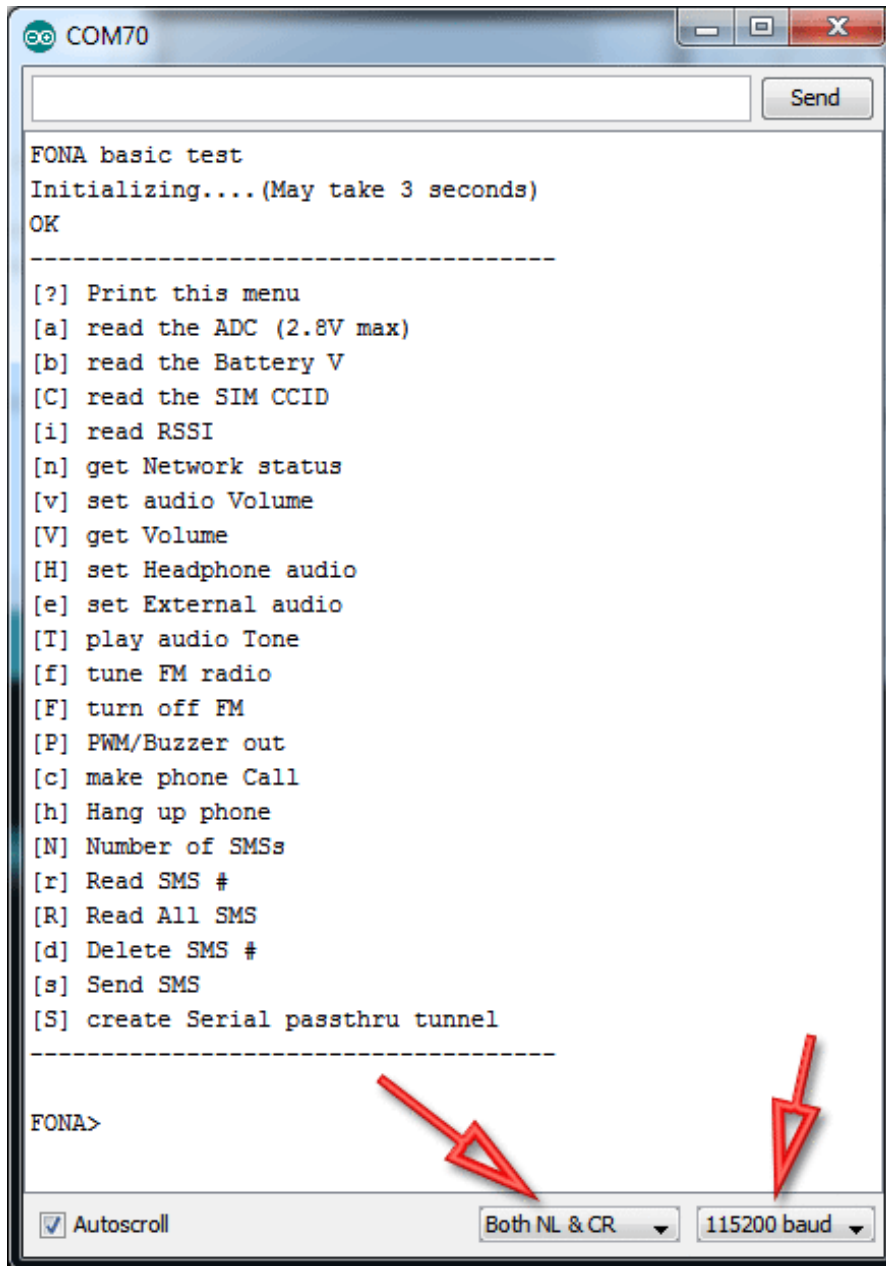 COM70
Send
FONA basic test
Initializing....(May take 3 seconds)
OK
-------------------------------------
[?] Print this menu
[a] read the ADC (2.8V max)
[b] read the Battery V
[C] read the SIM CCID
[i] read RSSI
[n] get Network status
[v] set audio Volume
[V] get Volume
[H] set Headphone audio
[e] set External audio
[T] play audio Tone
[f] tune FM radio
[F] turn off FM
[P] PWM/Buzzer out
[c] make phone Call
[h] Hang up phone
[N] Number of SMSs
[r] Read SMS #
[R] Read All SMS
[d] Delete SMS #
[s] Send SMS
[S] create Serial passthru tunnel
-------------------------------------
FONA>
Autoscroll Both NL & CR 115200 baud